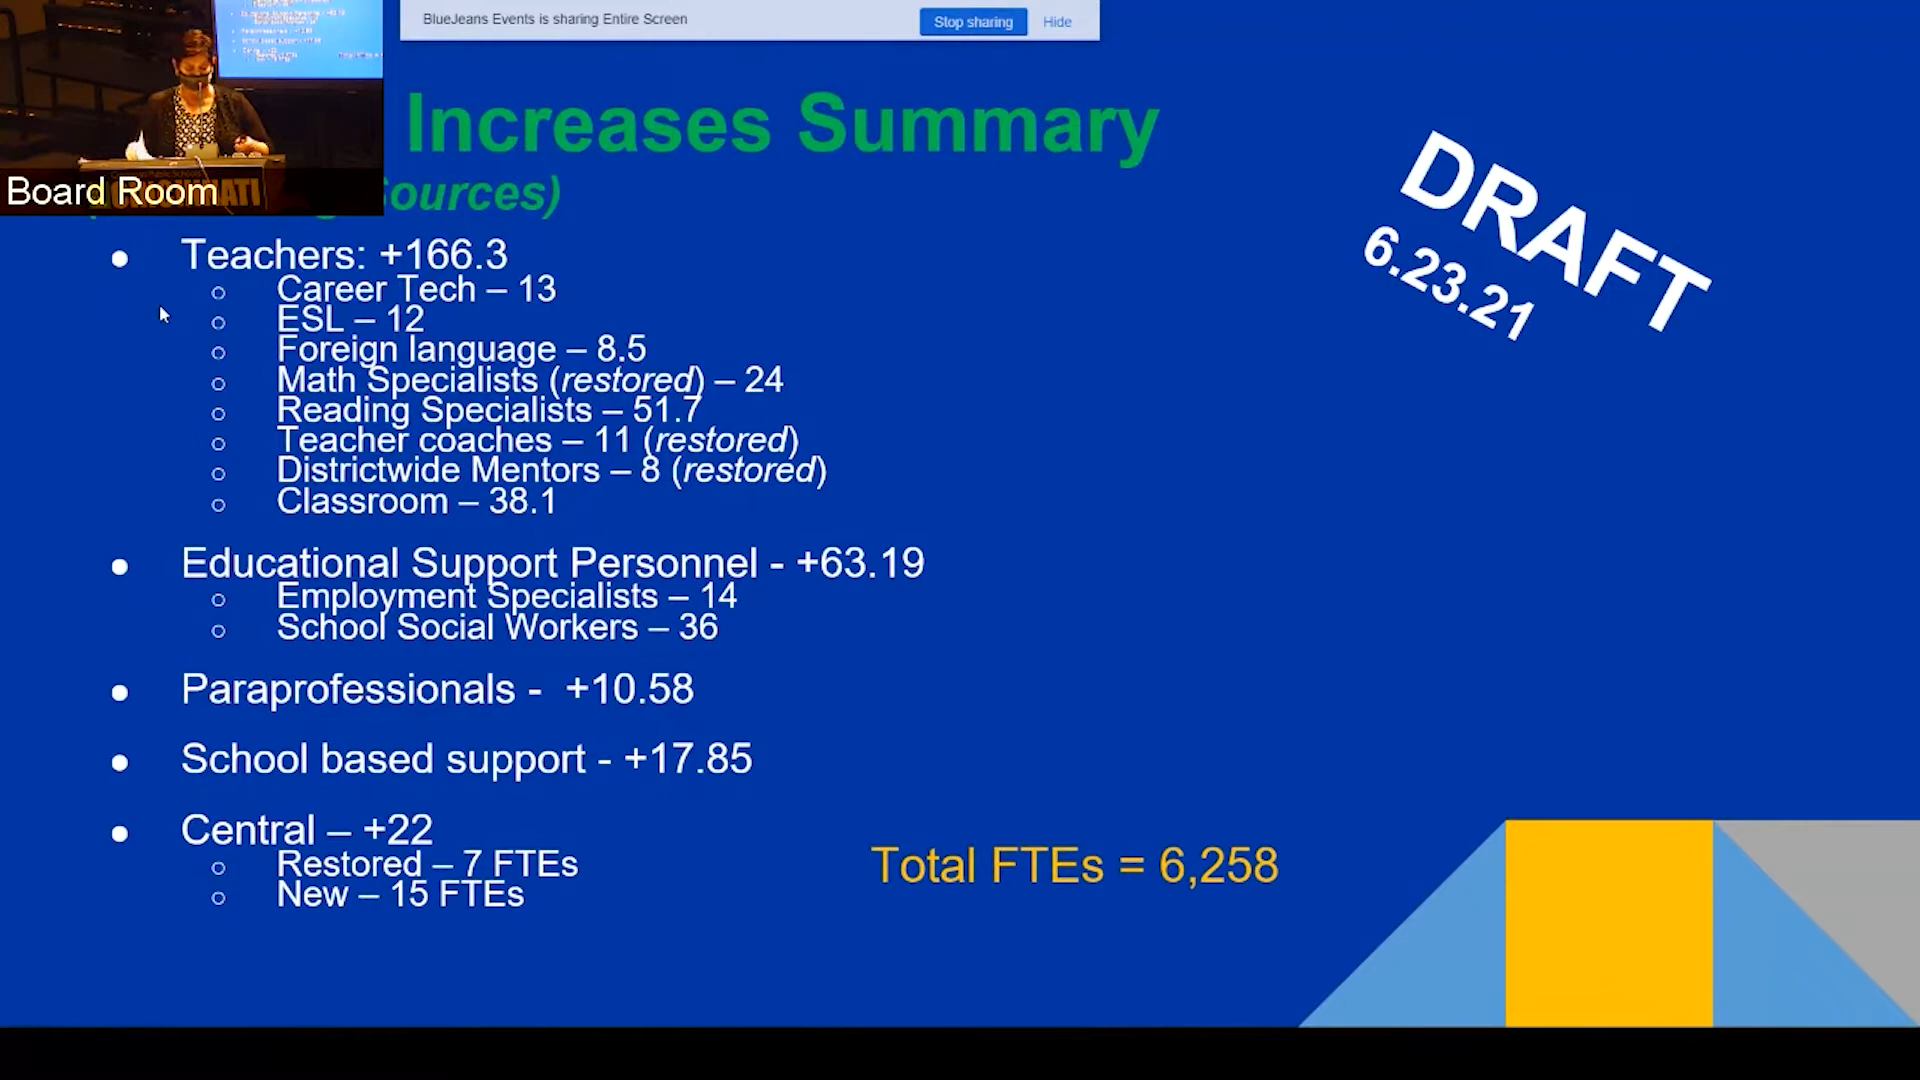 BlueJeans Events is sharing Entire Screen
Stop sharing
Hide
Board Room
Increases Summary
ources)
DRAFT
6.23.21
● Teachers: +166.3
○ Career Tech – 13
○ ESL – 12
○ Foreign language – 8.5
○ Math Specialists (restored) – 24
○ Reading Specialists – 51.7
○ Teacher coaches – 11 (restored)
○ Districtwide Mentors – 8 (restored)
○ Classroom – 38.1
● Educational Support Personnel - +63.19
○ Employment Specialists – 14
○ School Social Workers – 36
● Paraprofessionals - +10.58
● School based support - +17.85
● Central – +22
○ Restored – 7 FTEs
○ New – 15 FTEs
Total FTEs = 6,258